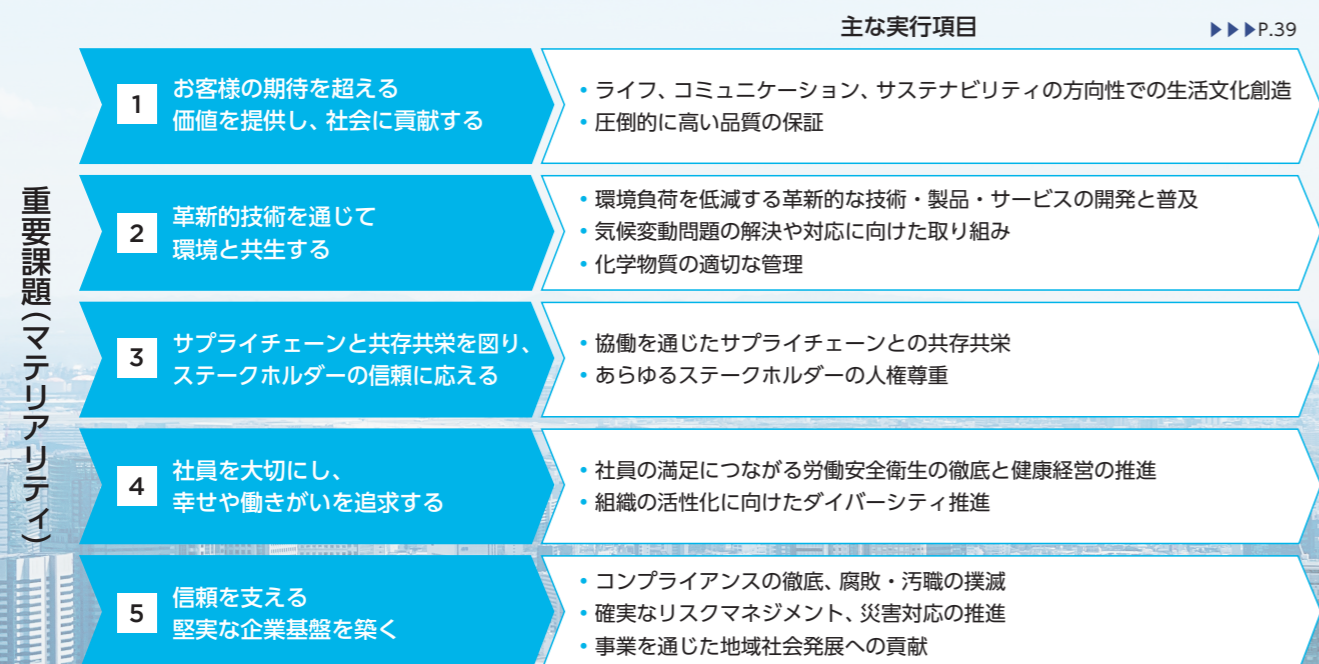 主な実行項目
▶▶▶P.39
重要課題(マテリアリティ)
1
お客様の期待を超える
価値を提供し、社会に貢献する
・ライフ、コミュニケーション、サステナビリティの方向性での生活文化創造
・圧倒的に高い品質の保証
2
革新的技術を通じて
環境と共生する
・環境負荷を低減する革新的な技術・製品・サービスの開発と普及
・気候変動問題の解決や対応に向けた取り組み
・化学物質の適切な管理
3
サプライチェーンと共存共栄を図り、
ステークホルダーの信頼に応える
・協働を通じたサプライチェーンとの共存共栄
・あらゆるステークホルダーの人権尊重
4
社員を大切にし、
幸せや働きがいを追求する
・社員の満足につながる労働安全衛生の徹底と健康経営の推進
・組織の活性化に向けたダイバーシティ推進
5
信頼を支える
堅実な企業基盤を築く
・コンプライアンスの徹底、腐敗・汚職の撲滅
・確実なリスクマネジメント、災害対応の推進
・事業を通じた地域社会発展への貢献